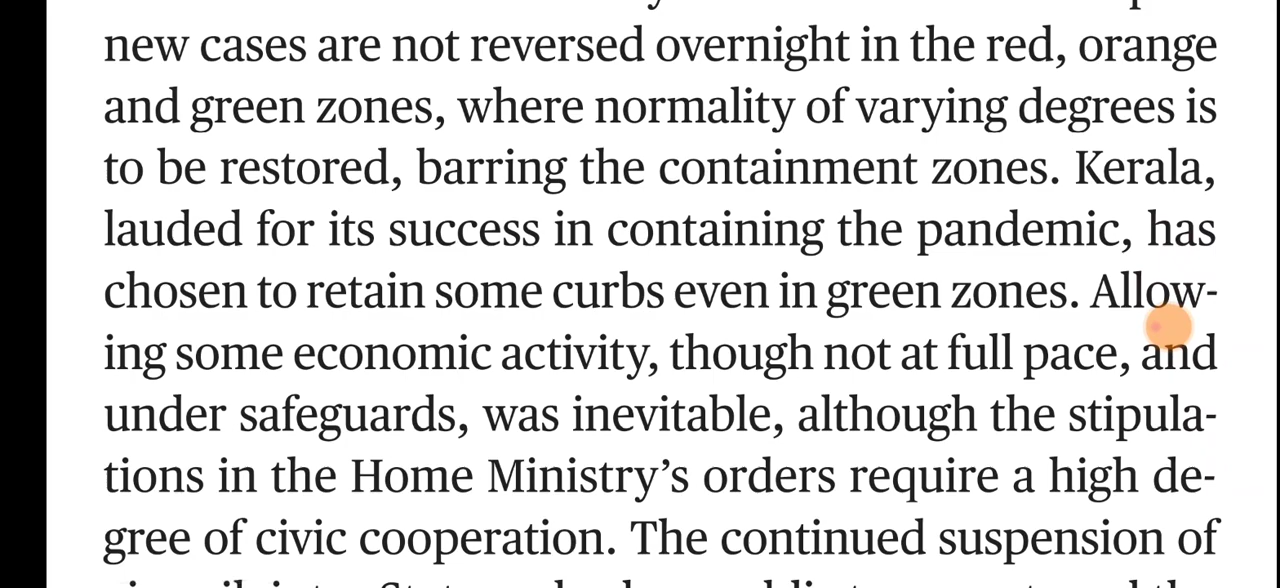 new cases are not reversed overnight in the red, orange
and green zones, where normality of varying degrees is
to be restored, barring the containment zones. Kerala,
lauded for its success in containing the pandemic, has
chosen to retain some curbs even in green zones. Allow-
ing some economic activity, though not at full pace, and
under safeguards, was inevitable, although the stipula-
tions in the Home Ministry’s orders require a high de-
gree of civic cooperation. The continued suspension of